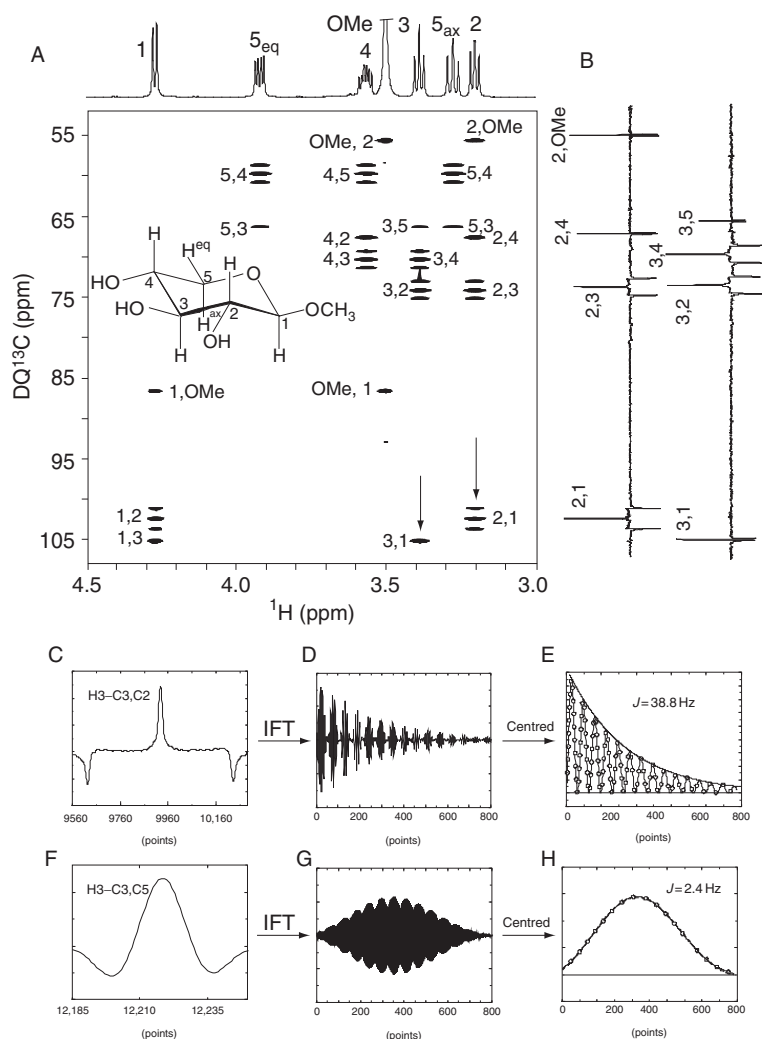 A
1
5eq
4
OMe
3
5ax
2
B
55
65
75
85
95
105
DQ¹³C (ppm)
4.5 4.0 3.5 3.0
¹H (ppm)
OMe, 2
2,OMe
5,4
4,5
5,4
5,3
3,5
5,3
4,2
2,4
4,3
3,4
3,2
2,3
1,OMe
OMe, 1
1,2
2,1
1,3
3,1
H
Heq
HO
4
5
H
O
HO
3
Hax
2
1
OCH₃
H
OH
H
2,OMe
2,4
2,3
2,1
3,5
3,4
3,2
3,1
C
H3–C3,C2
9560 9760 9960 10,160
(points)
IFT
D
0 200 400 600 800
(points)
Centred
E
J=38.8 Hz
0 200 400 600 800
(points)
F
H3–C3,C5
12,185 12,210 12,235
(points)
IFT
G
0 200 400 600 800
(points)
Centred
H
J=2.4 Hz
0 200 400 600 800
(points)